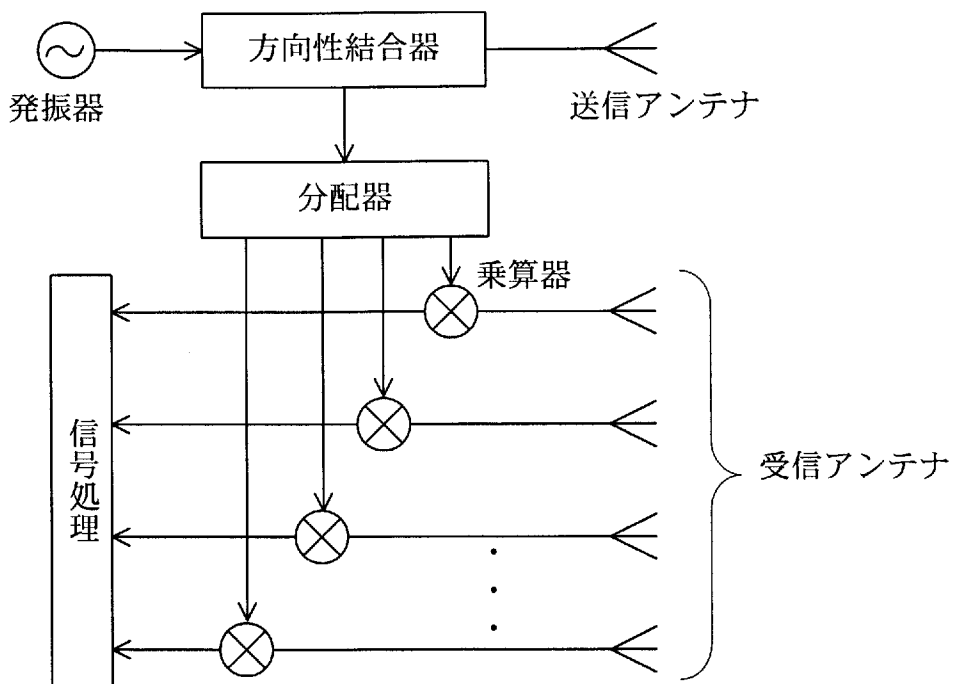 方向性結合器
発振器
送信アンテナ
分配器
乗算器
信号処理
受信アンテナ